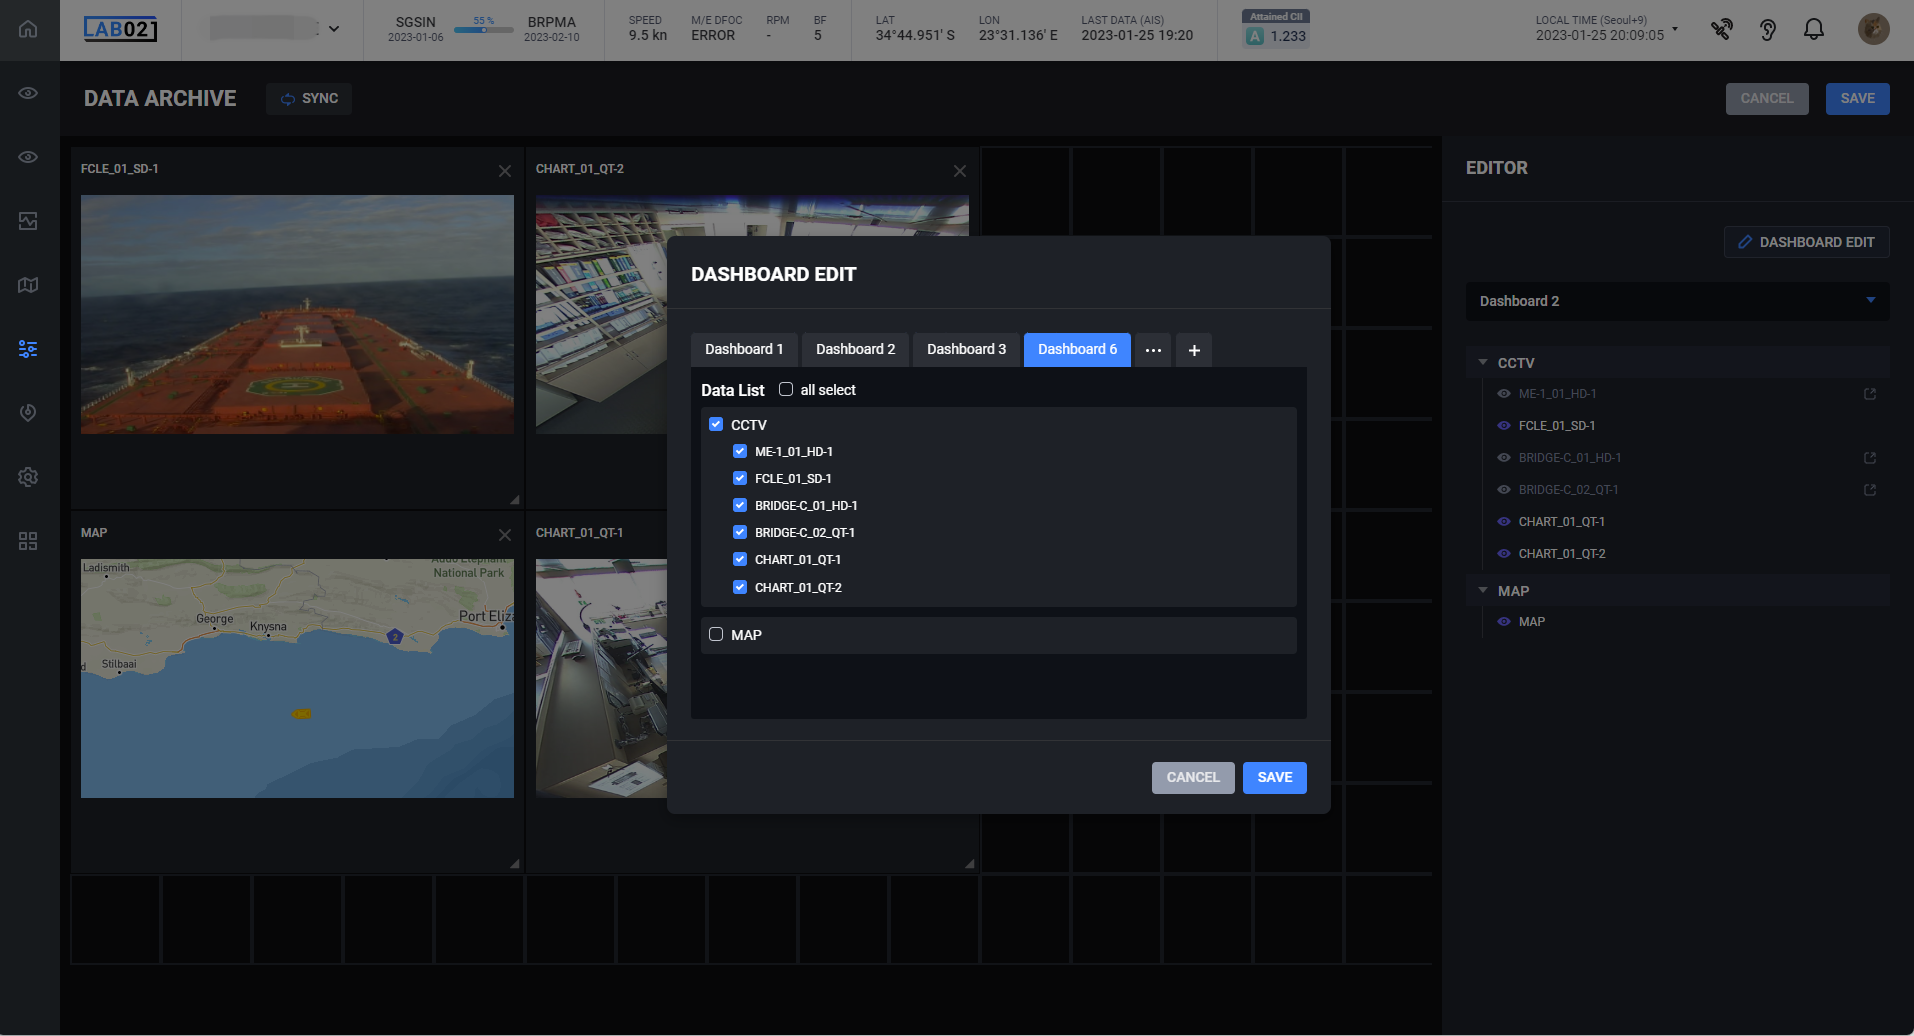 LAB021
SGSIN
2023-01-06
55 %
BRPMA
2023-02-10
SPEED
9.5 kn
M/E DFOC
ERROR
RPM
-
BF
5
LAT
34°44.951' S
LON
23°31.136' E
LAST DATA (AIS)
2023-01-25 19:20
Attained CII
A 1.233
LOCAL TIME (Seoul+9)
2023-01-25 20:09:05
DATA ARCHIVE
SYNC
CANCEL
SAVE
FCLE_01_SD-1
CHART_01_QT-2
MAP
Ladismith
Addo Elephant
National Park
George
Knysna
Port Eliza
2
Stilbaai
CHART_01_QT-1
DASHBOARD EDIT
Dashboard 1
Dashboard 2
Dashboard 3
Dashboard 6
...
+
Data List
all select
CCTV
ME-1_01_HD-1
FCLE_01_SD-1
BRIDGE-C_01_HD-1
BRIDGE-C_02_QT-1
CHART_01_QT-1
CHART_01_QT-2
MAP
CANCEL
SAVE
EDITOR
DASHBOARD EDIT
Dashboard 2
CCTV
ME-1_01_HD-1
FCLE_01_SD-1
BRIDGE-C_01_HD-1
BRIDGE-C_02_QT-1
CHART_01_QT-1
CHART_01_QT-2
MAP
MAP